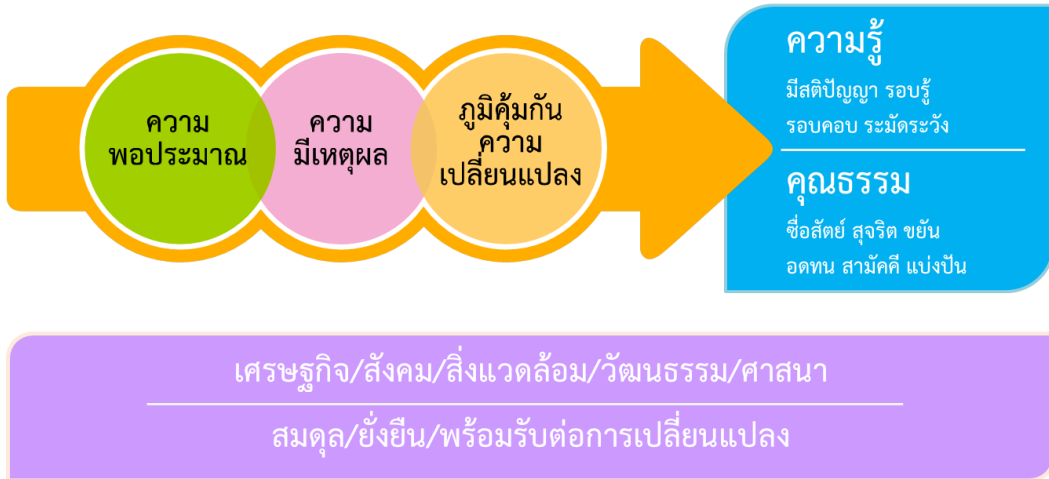 ความ
พอประมาณ
ความ
มีเหตุผล
ภูมิคุ้มกัน
ความ
เปลี่ยนแปลง
ความรู้
มีสติปัญญา รอบรู้
รอบคอบ ระมัดระวัง
คุณธรรม
ซื่อสัตย์ สุจริต ขยัน
อดทน สามัคคี แบ่งปัน
เศรษฐกิจ/สังคม/สิ่งแวดล้อม/วัฒนธรรม/ศาสนา
สมดุล/ยั่งยืน/พร้อมรับต่อการเปลี่ยนแปลง